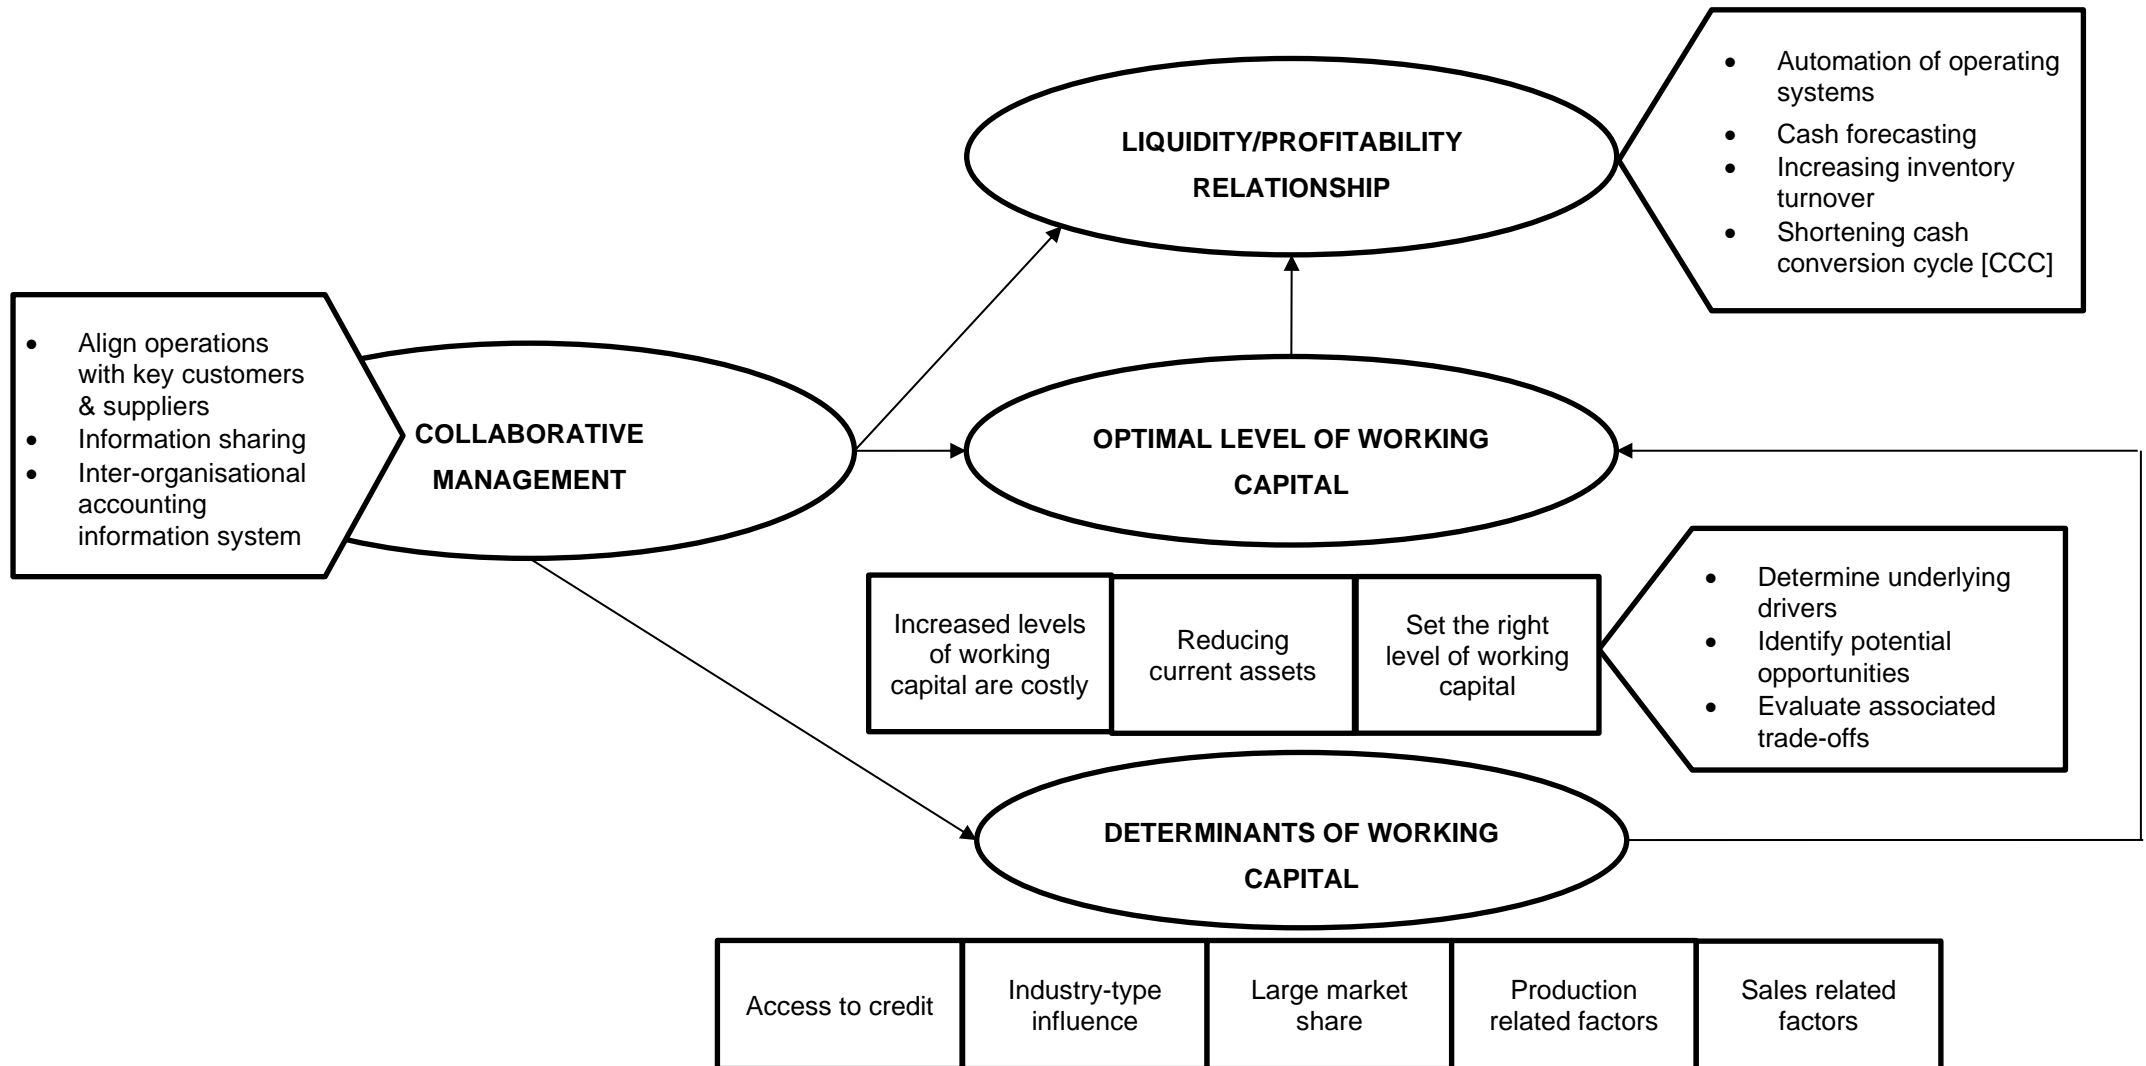 • Automation of operating
systems
• Cash forecasting
• Increasing inventory
turnover
• Shortening cash
conversion cycle [CCC]
LIQUIDITY/PROFITABILITY
RELATIONSHIP
• Align operations
with key customers
& suppliers
• Information sharing
• Inter-organisational
accounting
information system
COLLABORATIVE
MANAGEMENT
OPTIMAL LEVEL OF WORKING
CAPITAL
Increased levels
of working
capital are costly
Reducing
current assets
Set the right
level of working
capital
• Determine underlying
drivers
• Identify potential
opportunities
• Evaluate associated
trade-offs
DETERMINANTS OF WORKING
CAPITAL
Access to credit
Industry-type
influence
Large market
share
Production
related factors
Sales related
factors